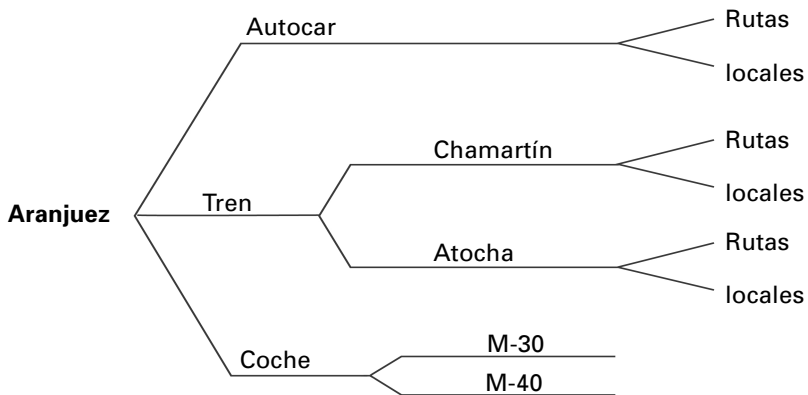 Autocar
Rutas
locales
Chamartín
Rutas
locales
Aranjuez
Tren
Atocha
Rutas
locales
Coche
M-30
M-40